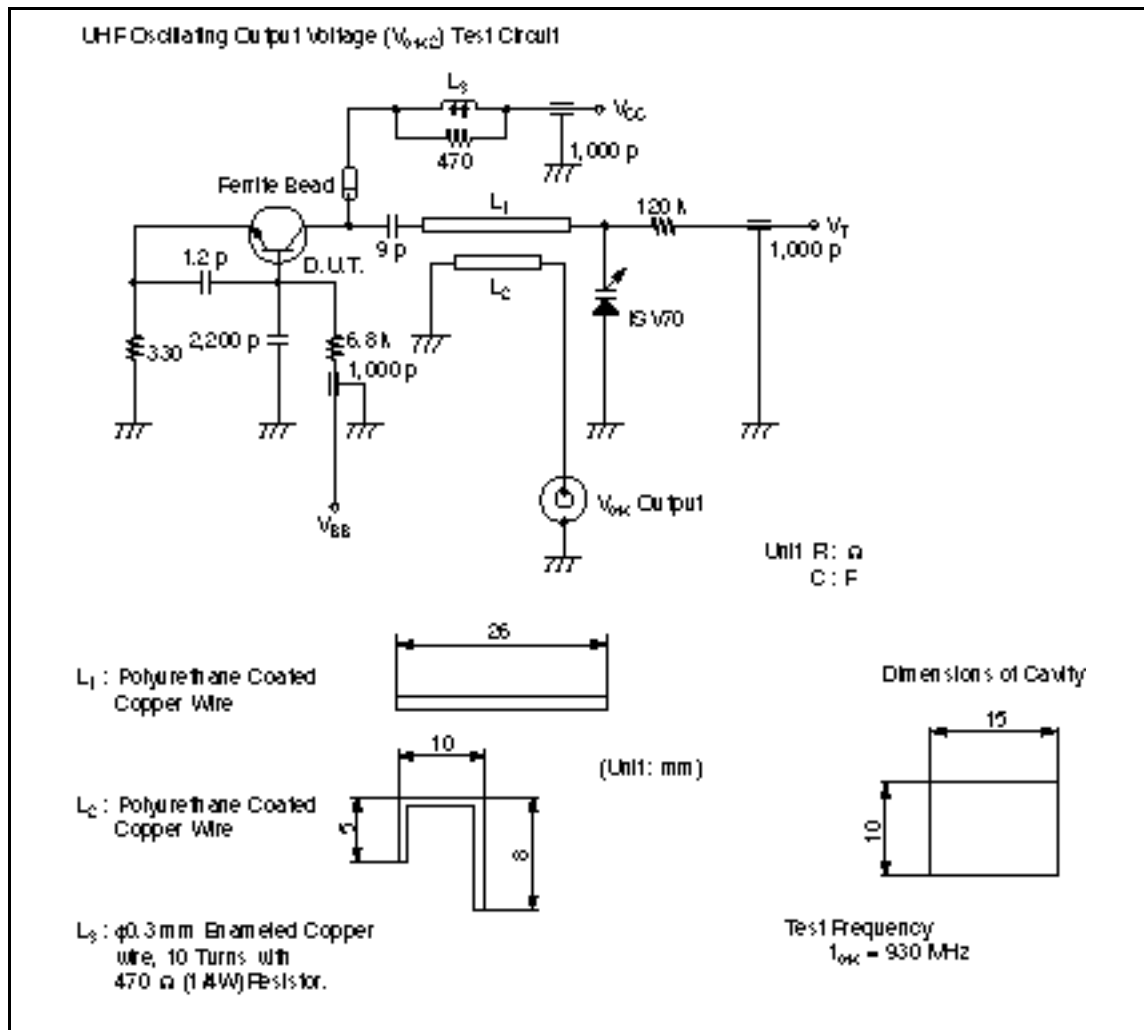 UHF Oscillating Output Voltage (Vosc2) Test Circuit
L3
VCC
470
1,000 p
Ferrite Bead
L1
120 k
VT
9 p
1,000 p
1.2 p
D.U.T.
L2
ISV70
330
2,200 p
6.8 k
1,000 p
Vosc Output
VBB
Unit R: Ω
C : F
26
L1 : Polyurethane Coated
Copper Wire
Dimensions of Cavity
10
15
(Unit: mm)
L2 : Polyurethane Coated
Copper Wire
5
8
10
L3 : φ0.3 mm Enameled Copper
wire, 10 Turns with
470 Ω (1/4W) Resistor.
Test Frequency
fosc = 930 MHz